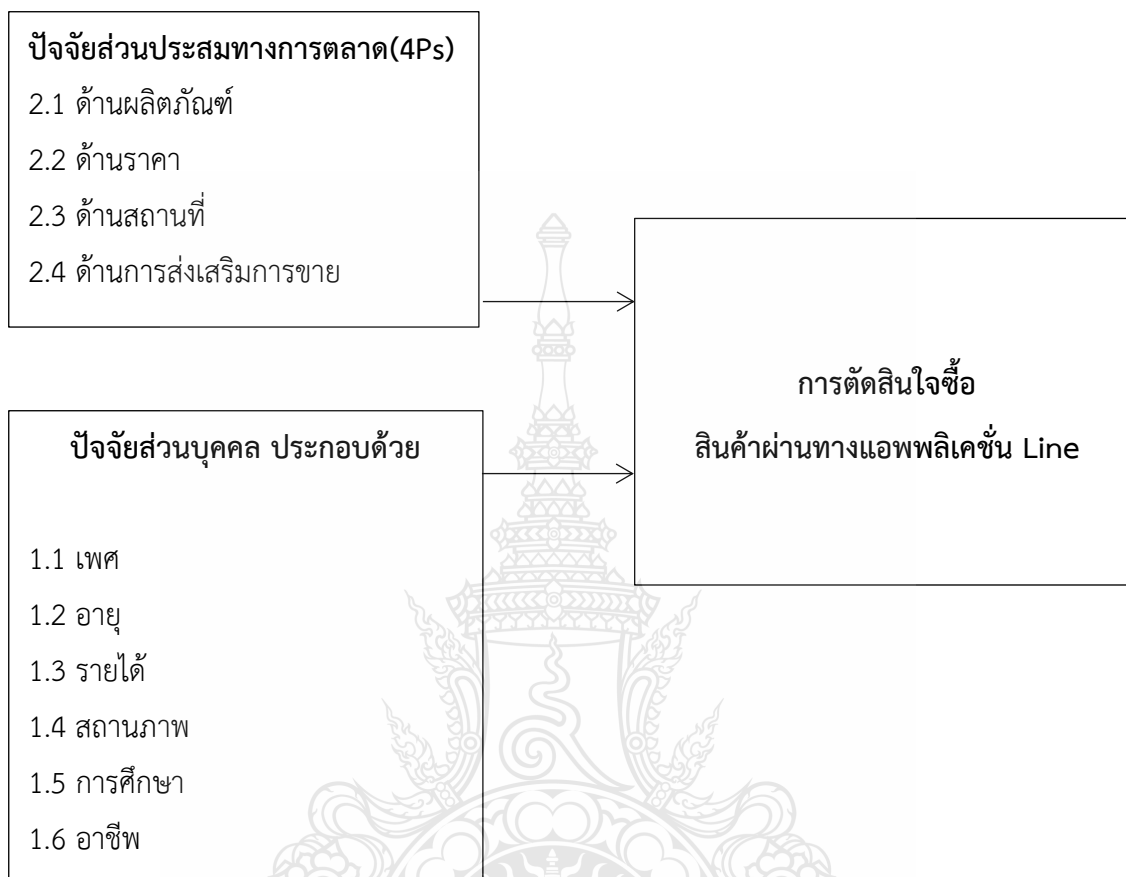 ปัจจัยส่วนประสมทางการตลาด(4Ps)
2.1 ด้านผลิตภัณฑ์
2.2 ด้านราคา
2.3 ด้านสถานที่
2.4 ด้านการส่งเสริมการขาย
ปัจจัยส่วนบุคคล ประกอบด้วย
1.1 เพศ
1.2 อายุ
1.3 รายได้
1.4 สถานภาพ
1.5 การศึกษา
1.6 อาชีพ
การตัดสินใจซื้อ
สินค้าผ่านทางแอพพลิเคชั่น Line